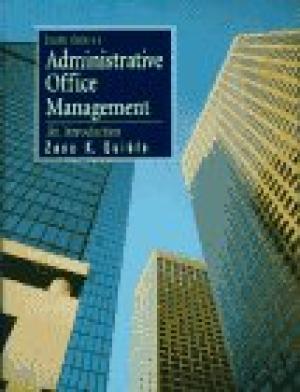 Administrative
Office
Management
An Introduction
Zane K. Quible